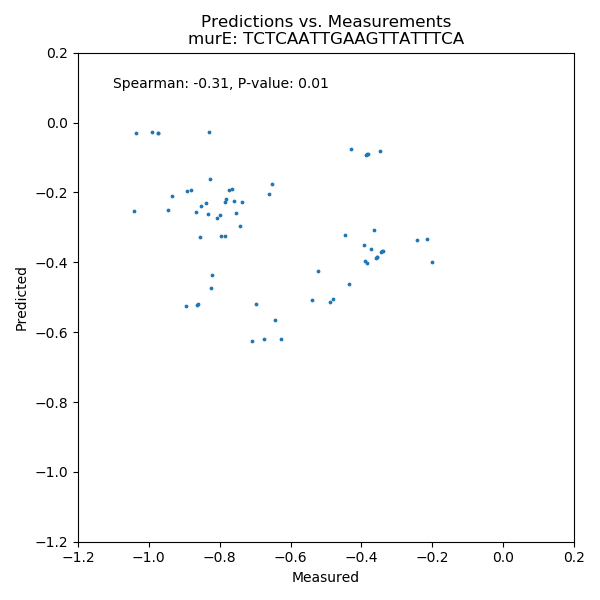 Predictions vs. Measurements
murE: TCTCAATTGAAGTTATTTCA
Spearman: -0.31, P-value: 0.01
0.2
0.0
−0.2
−0.4
−0.6
−0.8
−1.0
−1.2
Predicted
−1.2 −1.0 −0.8 −0.6 −0.4 −0.2 0.0 0.2
Measured